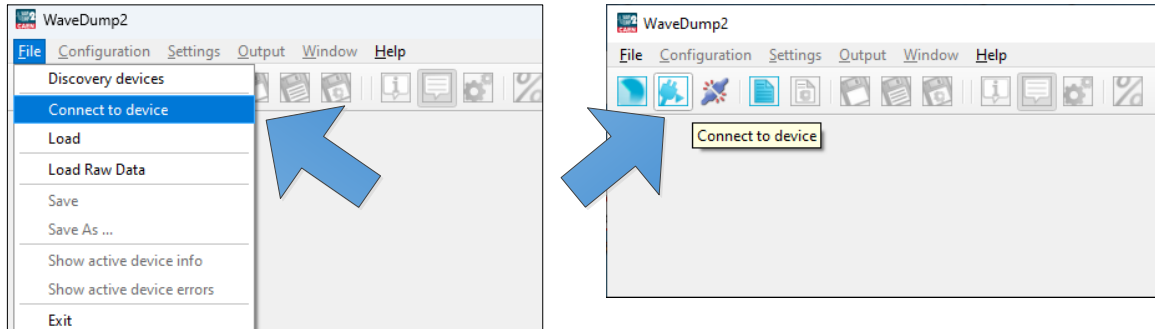 WaveDump2
File Configuration Settings Output Window Help
Discovery devices
Connect to device
Load
Load Raw Data
Save
Save As ...
Show active device info
Show active device errors
Exit
WaveDump2
File Configuration Settings Output Window Help
Connect to device